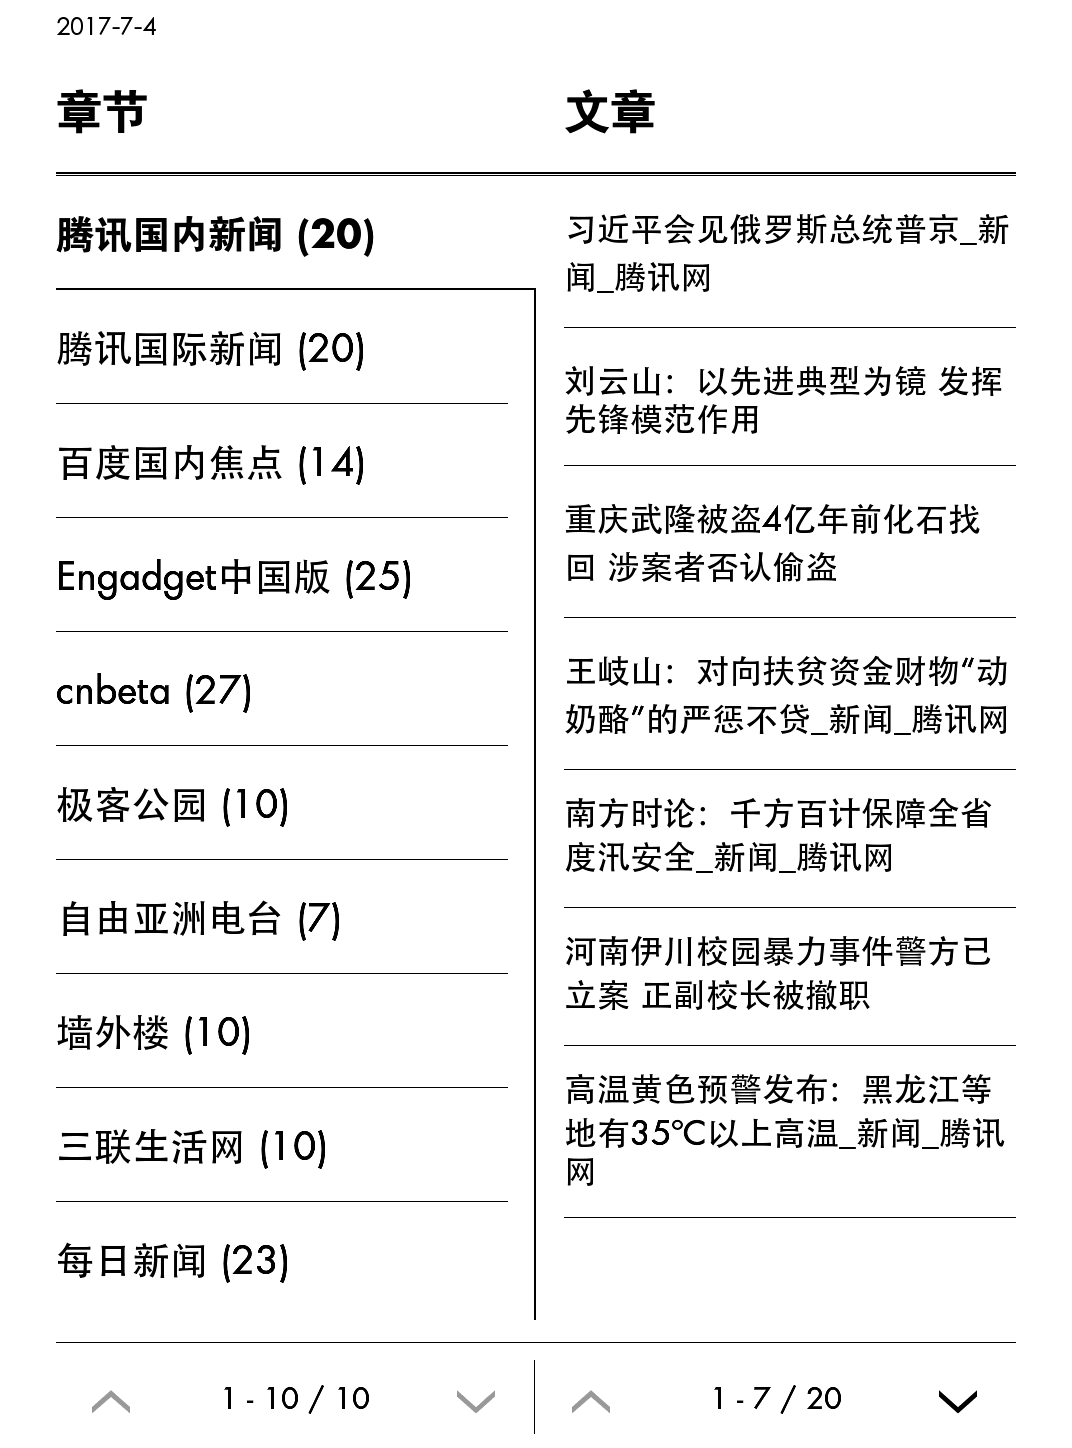 2017-7-4
章节
文章
腾讯国内新闻 (20)
腾讯国际新闻 (20)
百度国内焦点 (14)
Engadget中国版 (25)
cnbeta (27)
极客公园 (10)
自由亚洲电台 (7)
墙外楼 (10)
三联生活网 (10)
每日新闻 (23)
习近平会见俄罗斯总统普京_新
闻_腾讯网
刘云山：以先进典型为镜 发挥
先锋模范作用
重庆武隆被盗4亿年前化石找
回 涉案者否认偷盗
王岐山：对向扶贫资金财物“动
奶酪”的严惩不贷_新闻_腾讯网
南方时论：千方百计保障全省
度汛安全_新闻_腾讯网
河南伊川校园暴力事件警方已
立案 正副校长被撤职
高温黄色预警发布：黑龙江等
地有35℃以上高温_新闻_腾讯
网
1 - 10 / 10
1 - 7 / 20